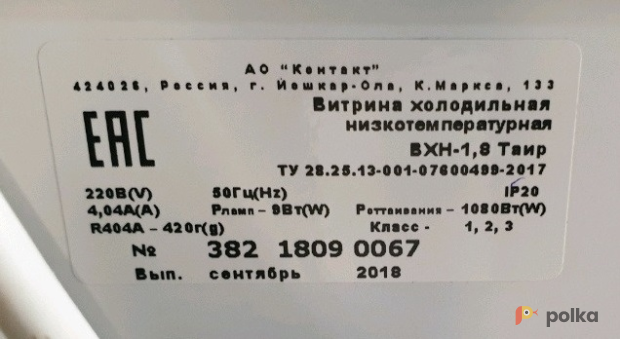 АО "Контакт"
424026, Россия, г. Йошкар-Ола, К.Маркса, 133
Витрина холодильная
низкотемпературная
ВХН-1,8 Таир
ТУ 28.25.13-001-07600499-2017
ЕАС
220В(V) 50Гц(Hz) IP20
4,04А(А) Рламп - 9Вт(W) Роттаивания - 1080Вт(W)
R404A - 420г(g) Класс - 1, 2, 3
№ 382 1809 0067
Вып. сентябрь 2018
polka